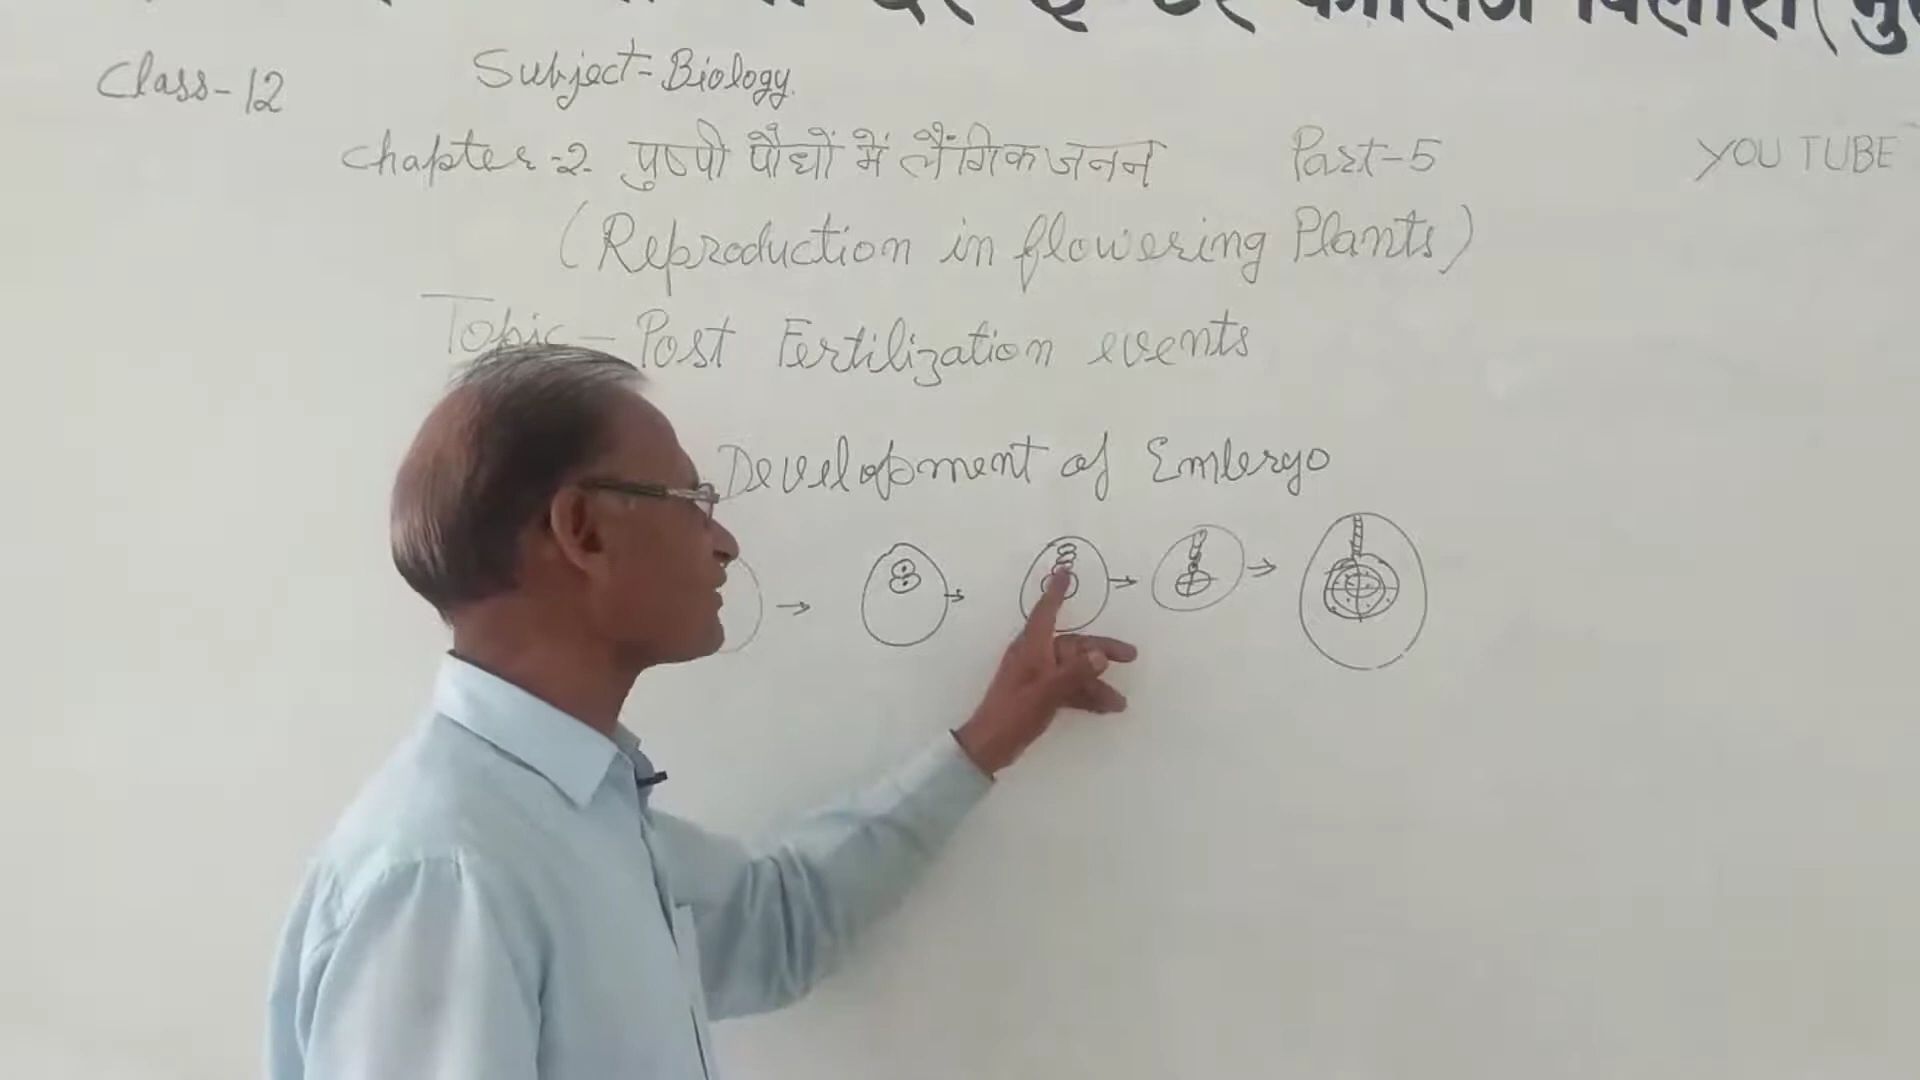 कालेज बिलारी
Class-12
Subject-Biology.
Chapter-2. पुष्पी पौधों में लैंगिक जनन Part-5 YOU TUBE
(Reproduction in flowering Plants)
Topic- Post Fertilization events
Development of Embergo